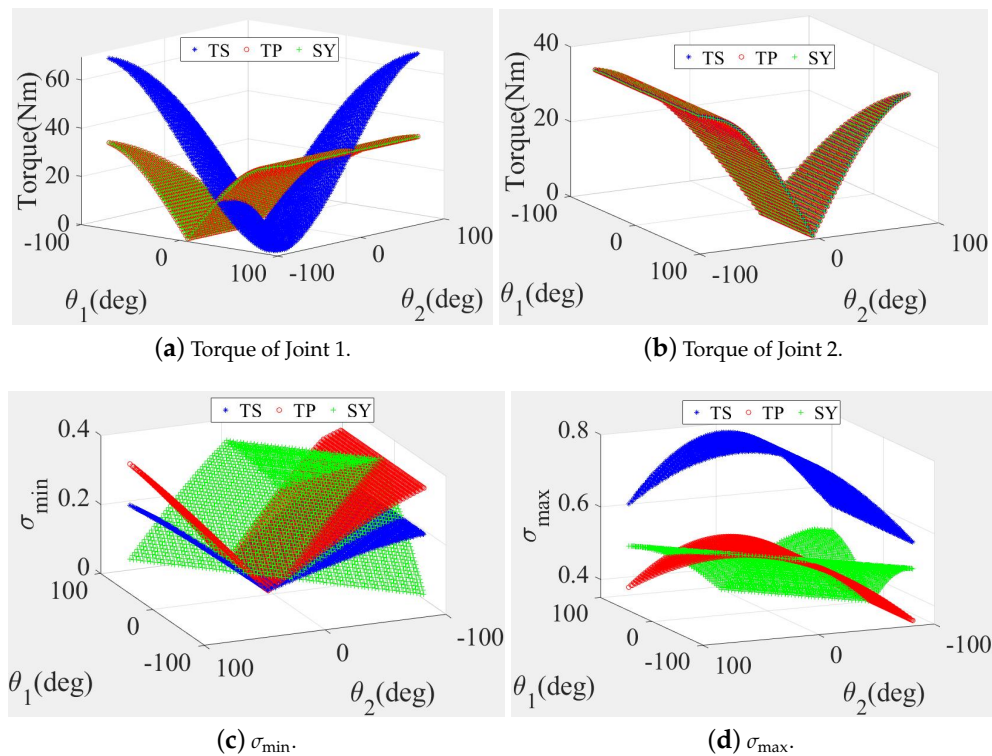 TS TP SY
Torque(Nm)
60
40
20
0
-100
0
100
-100
0
100
θ1(deg)
θ2(deg)
(a) Torque of Joint 1.
TS TP SY
Torque(Nm)
40
20
0
-100
0
100
-100
0
100
θ1(deg)
θ2(deg)
(b) Torque of Joint 2.
TS TP SY
σmin
0.4
0.2
0
100
0
-100
100
0
-100
θ1(deg)
θ2(deg)
(c) σmin.
TS TP SY
σmax
0.8
0.6
0.4
100
0
-100
100
0
-100
θ1(deg)
θ2(deg)
(d) σmax.